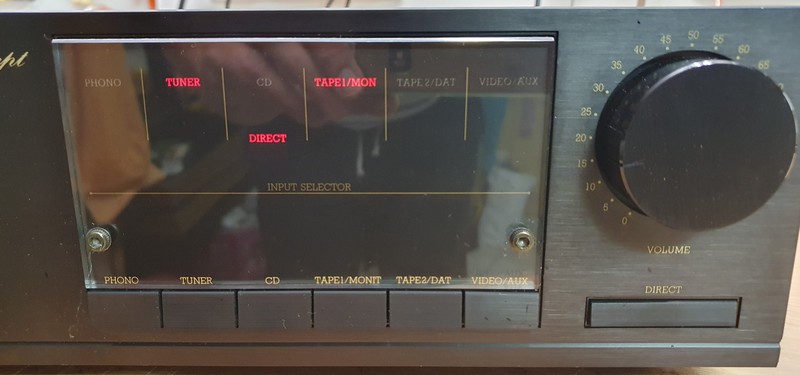 PHONO TUNER CD TAPE1/MON TAPE2/DAT VIDEO/AUX
DIRECT
INPUT SELECTOR
PHONO TUNER CD TAPE1/MONIT TAPE2/DAT VIDEO/AUX
0 5 10 15 20 25 30 35 40 45 50 55 60 65
VOLUME
DIRECT